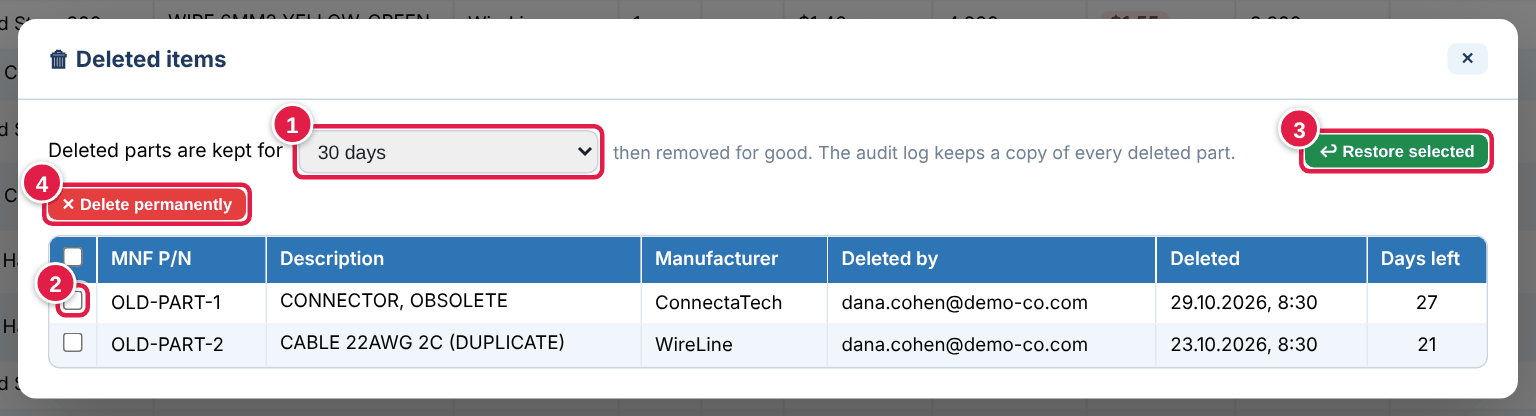 🗑 Deleted items ✕
1 3
Deleted parts are kept for 30 days then removed for good. The audit log keeps a copy of every deleted part. ↩ Restore selected
4
✕ Delete permanently
MNF P/N Description Manufacturer Deleted by Deleted Days left
2
OLD-PART-1 CONNECTOR, OBSOLETE ConnectaTech dana.cohen@demo-co.com 29.10.2026, 8:30 27
OLD-PART-2 CABLE 22AWG 2C (DUPLICATE) WireLine dana.cohen@demo-co.com 23.10.2026, 8:30 21